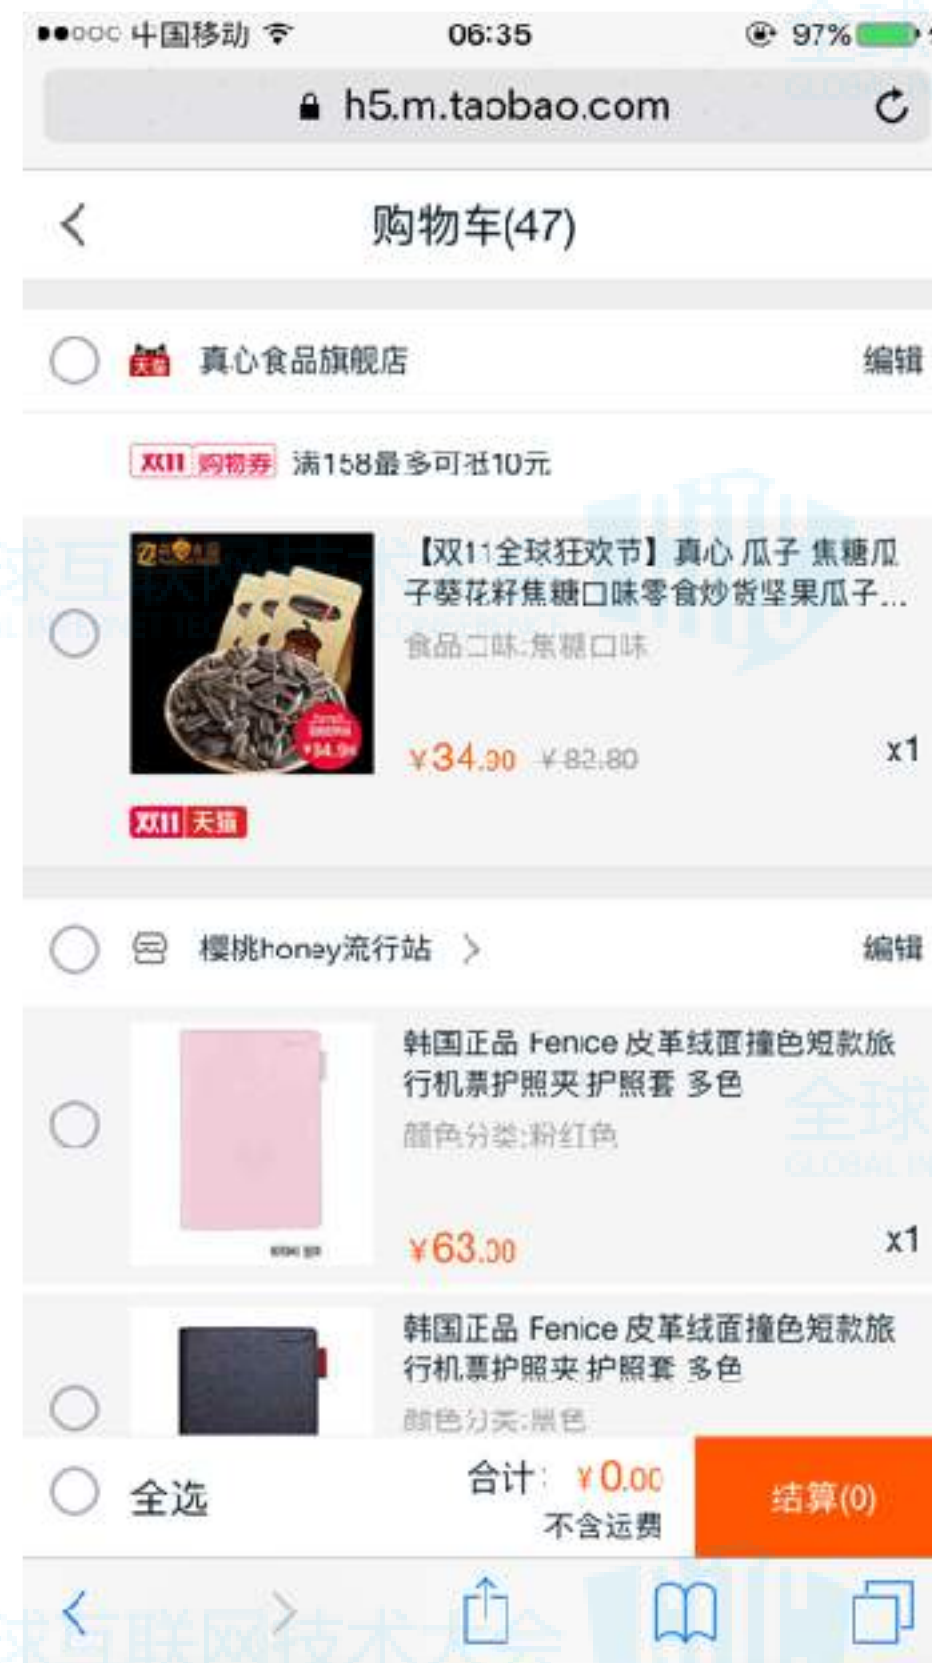 中国移动 06:35 97%
h5.m.taobao.com
购物车(47)
真心食品旗舰店 编辑
双11 购物券 满158最多可抵10元
【双11全球狂欢节】真心 瓜子 焦糖瓜
子葵花籽焦糖口味零食炒货坚果瓜子...
食品口味:焦糖口味
¥34.90 ¥82.80 x1
双11 天猫
樱桃honey流行站 编辑
韩国正品 Fenice 皮革绒面撞色短款旅
行机票护照夹 护照套 多色
颜色分类:粉红色
¥63.00 x1
韩国正品 Fenice 皮革绒面撞色短款旅
行机票护照夹 护照套 多色
颜色分类:黑色
全选 合计: ¥0.00 结算(0)
不含运费